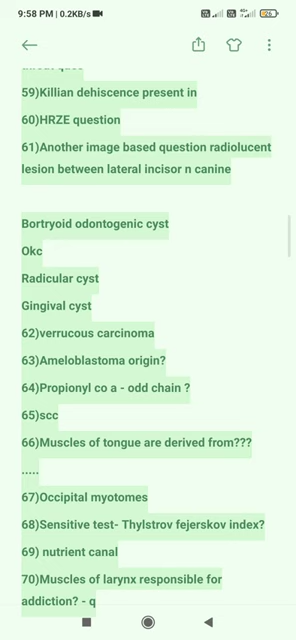 9:58 PM | 0.2KB/s
4G+
26
59)Killian dehiscence present in
60)HRZE question
61)Another image based question radiolucent
lesion between lateral incisor n canine
Bortryoid odontogenic cyst
Okc
Radicular cyst
Gingival cyst
62)verrucous carcinoma
63)Ameloblastoma origin?
64)Propionyl co a - odd chain ?
65)scc
66)Muscles of tongue are derived from???
.....
67)Occipital myotomes
68)Sensitive test- Thylstrov fejerskov index?
69) nutrient canal
70)Muscles of larynx responsible for
addiction? - q